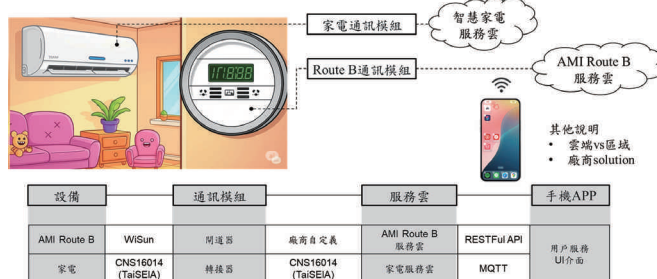 家電通訊模組
智慧家電
服務雲
Route B通訊模組
AMI Route B
服務雲
其他說明
• 雲端vs區域
• 廠商solution
設備
通訊模組
服務雲
手機APP
AMI Route B
WiSun
閘道器
廠商自定義
AMI Route B
服務雲
RESTFul API
用戶服務
UI介面
家電
CNS16014
(TaiSEIA)
轉接器
CNS16014
(TaiSEIA)
家電服務雲
MQTT